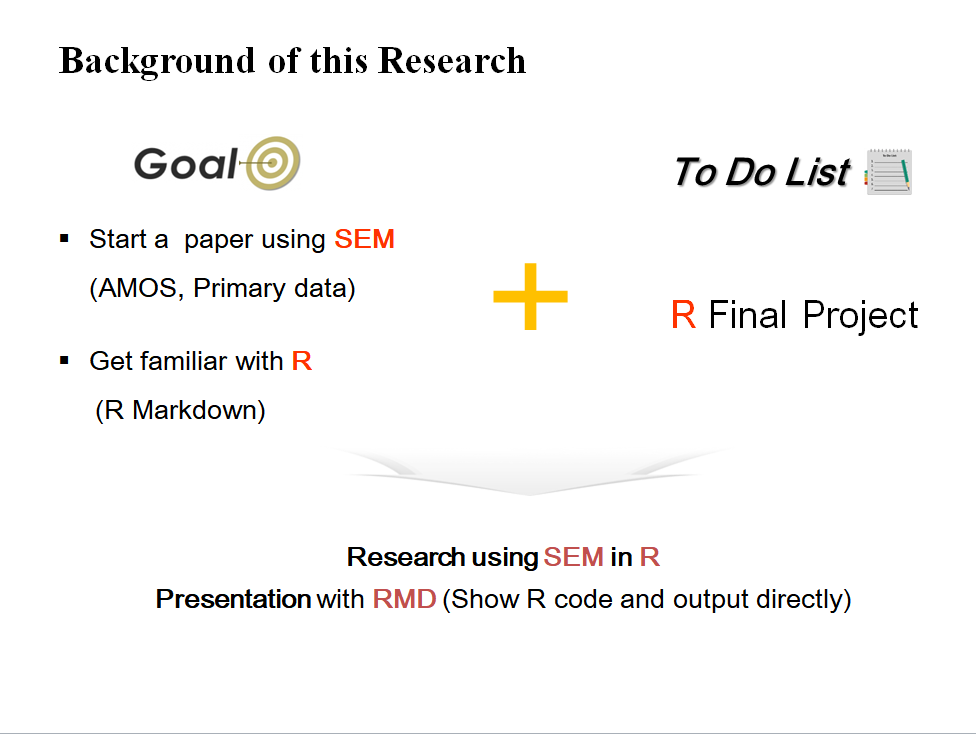 Background of this Research
Goal
To Do List
▪ Start a paper using SEM
(AMOS, Primary data)
▪ Get familiar with R
(R Markdown)
R Final Project
Research using SEM in R
Presentation with RMD (Show R code and output directly)